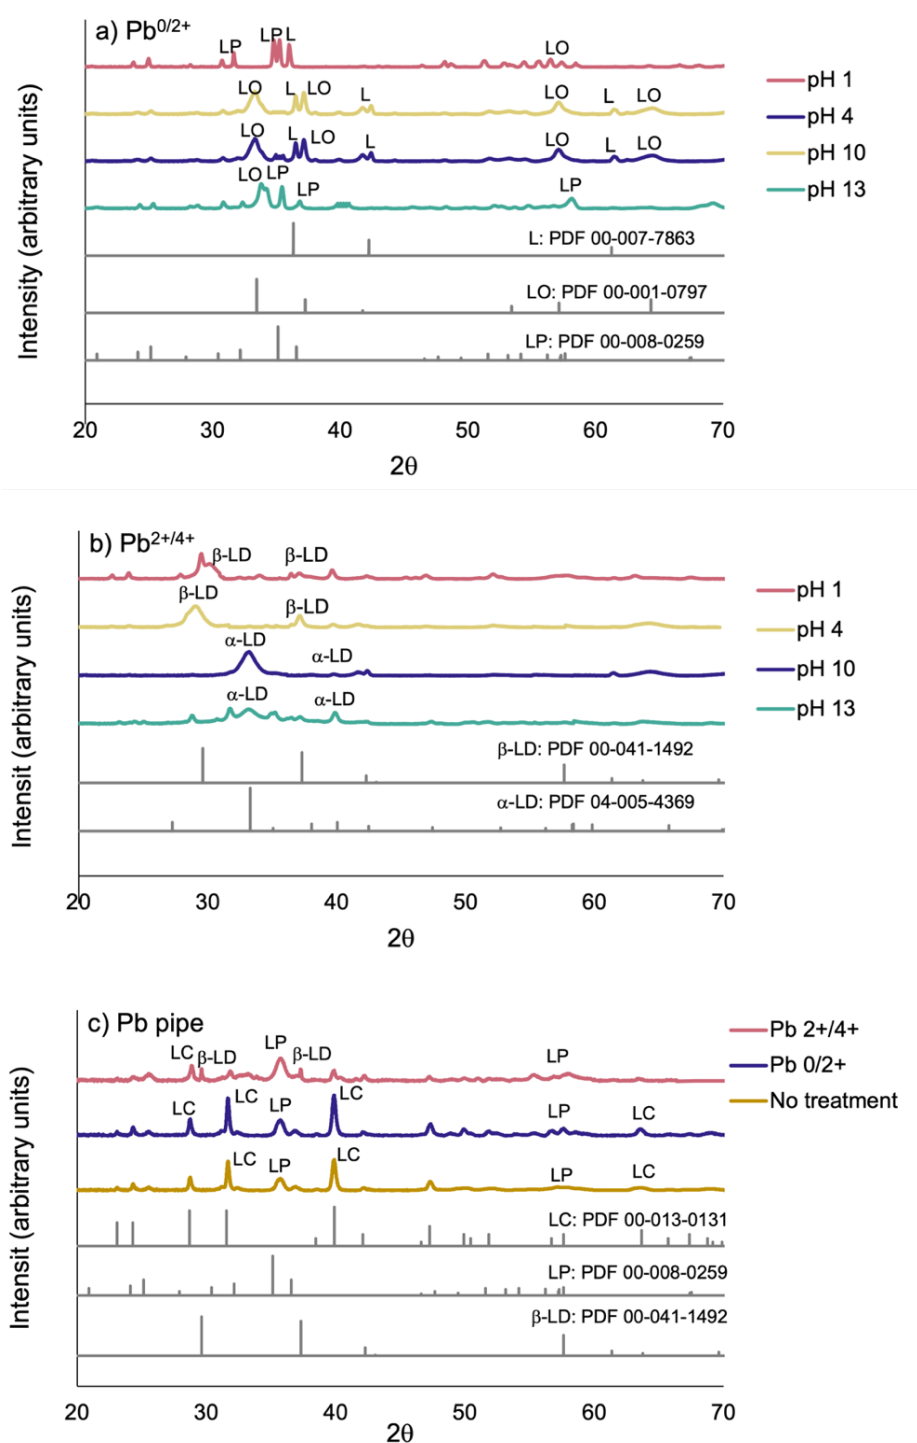 a) Pb0/2+
LP LP L LO
pH 1
LO L LO L LO L LO
pH 4
LO L LO L LO L LO
pH 10
LO LP LP LP
pH 13
L: PDF 00-007-7863
LO: PDF 00-001-0797
LP: PDF 00-008-0259
Intensity (arbitrary units)
20 30 40 50 60 70
2θ
b) Pb2+/4+
β-LD β-LD
pH 1
β-LD β-LD
pH 4
α-LD α-LD
pH 10
α-LD α-LD
pH 13
β-LD: PDF 00-041-1492
α-LD: PDF 04-005-4369
Intensit (arbitrary units)
20 30 40 50 60 70
2θ
c) Pb pipe
Pb 2+/4+
LC β-LD LP β-LD LP
Pb 0/2+
LC LC LP LC LP LC
No treatment
LC LP LC LP LC
LC: PDF 00-013-0131
LP: PDF 00-008-0259
β-LD: PDF 00-041-1492
Intensit (arbitrary units)
20 30 40 50 60 70
2θ